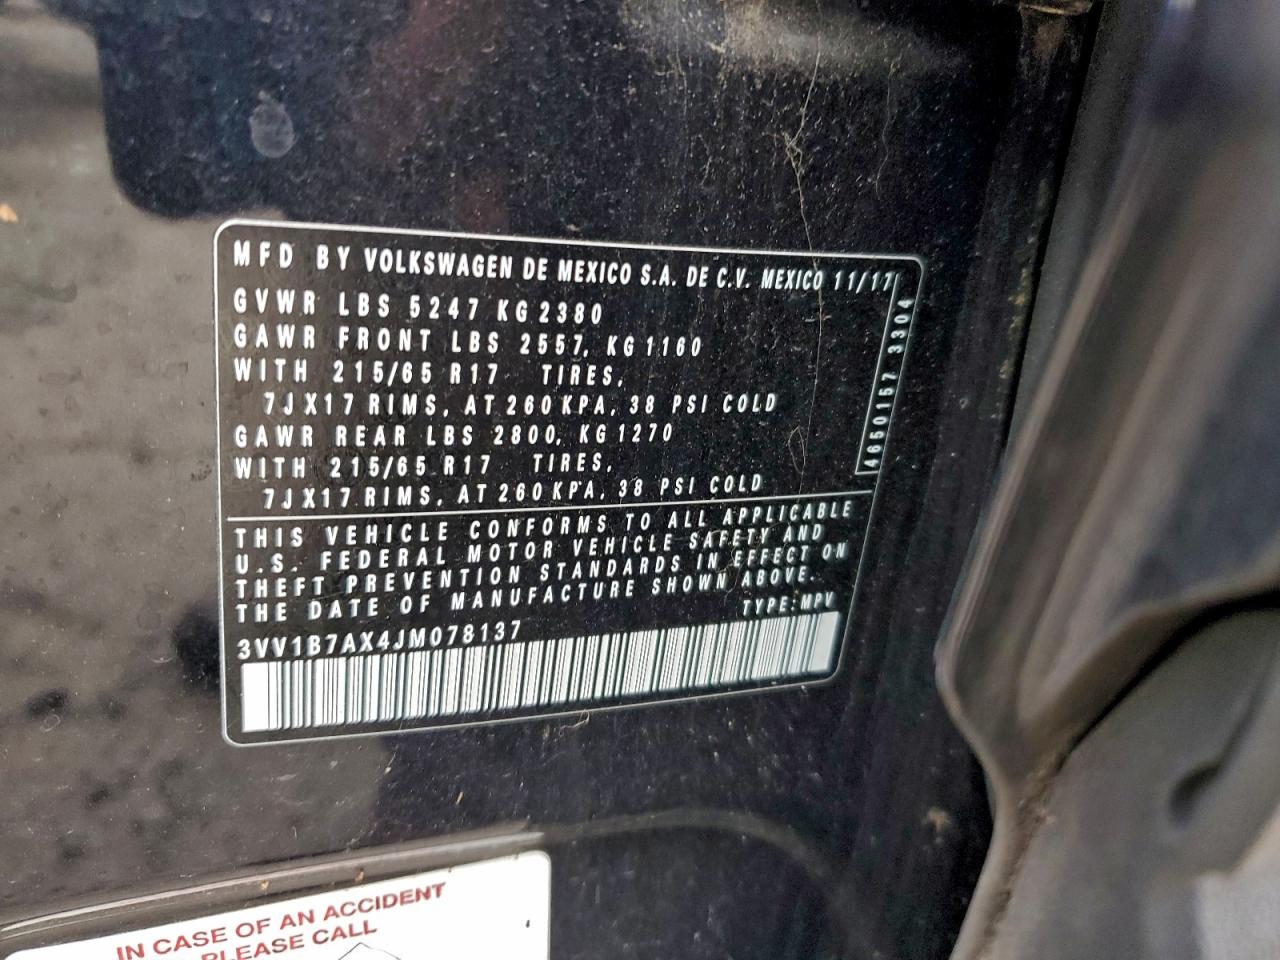 MFD BY VOLKSWAGEN DE MEXICO S.A. DE C.V. MEXICO 11/17
GVWR LBS 5247 KG 2380
GAWR FRONT LBS 2557, KG 1160
WITH 215/65 R17 TIRES,
7JX17 RIMS, AT 260 KPA, 38 PSI COLD
GAWR REAR LBS 2800, KG 1270
WITH 215/65 R17 TIRES,
7JX17 RIMS, AT 260 KPA, 38 PSI COLD
4650157 3304
THIS VEHICLE CONFORMS TO ALL APPLICABLE
U.S. FEDERAL MOTOR VEHICLE SAFETY AND
THEFT PREVENTION STANDARDS IN EFFECT ON
THE DATE OF MANUFACTURE SHOWN ABOVE.
TYPE: MPV
3VV1B7AX4JM078137
IN CASE OF AN ACCIDENT
PLEASE CALL